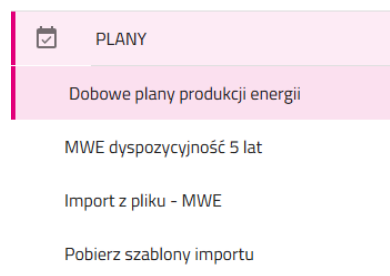 PLANY
Dobowe plany produkcji energii
MWE dyspozycyjność 5 lat
Import z pliku - MWE
Pobierz szablony importu